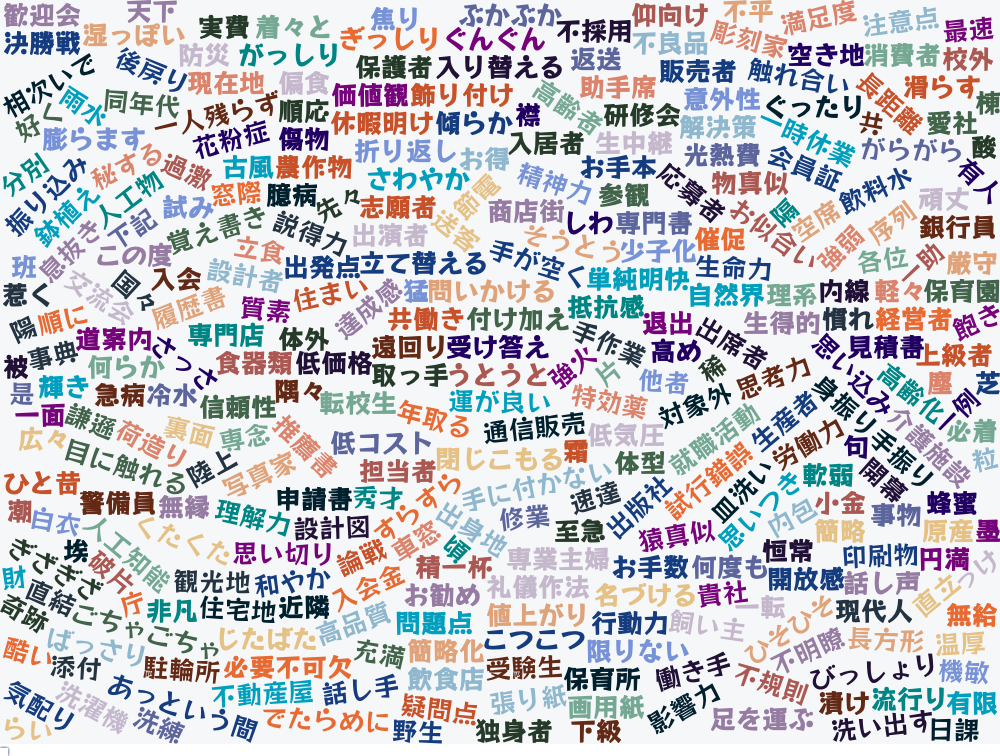 歓迎会
天下
実費
着々と
焦り
ぶかぶか
不採用
仰向け
不平
満足度
注意点
最速
決勝戦
湿っぽい
防災
がっしり
ぎっしり
ぐんぐん
返送
不良品
彫刻家
空き地
消費者
校外
相次いで
後戻り
現在地
偏食
保護者
入り替える
助手席
販売者
触れ合い
長距離
滑らす
棟
好く
雨水
同年代
一人残らず
順応
価値観
飾り付け
襟
高齢者
研修会
意外性
ぐったり
共
愛社
膨らます
花粉症
傷物
休暇明け
傾らか
入居者
生中継
解決策
一時休業
がらがら
酸
分別
秘する
過激
古風
農作物
折り返し
お得
お手本
光熱費
会員証
有人
振り込み
鉢植え
人工物
試み
窓際
臆病
先々
さわやか
志願者
節電
精神力
参観
応募者
物真似
隠
飲料水
頑丈
息抜き
下記
覚え書き
説得力
出演者
送客
商店街
しわ
専門書
お似合い
空席
強弱
序列
銀行員
班
この度
立食
出発点
立て替える
手が空く
そうとう
少子化
催促
生命力
各位
一助
厳守
惹く
交流会
国々
入会
設計者
住まい
達成感
猛
問いかける
単純明快
抵抗感
自然界
理系
内線
軽々
保育園
陽
順に
履歴書
質素
共働き
付け加え
手作業
退出
出席者
生得的
慣れ
経営者
飽き
被
事典
道案内
さっさ
専門店
体外
遠回り
受け答え
強火
片
高め
稀
思い込み
見積書
上級者
是
輝き
何らか
急病
冷水
食器類
低価格
隅々
取っ手
うとうと
特効薬
他者
対象外
思考力
身振り手振り
高齢化
塵
例
芝
一面
謙遜
荷造り
裏面
信頼性
専念
転校生
年取る
運が良い
通信販売
低気圧
就職活動
生産者
労働力
句
介護施設
必着
広々
目に触れる
陸上
写真家
推薦書
低コスト
担当者
閉じこもる
霜
体型
試行錯誤
皿洗い
軟弱
開幕
粒
ひと昔
警備員
無縁
理解力
申請書
秀才
設計図
すらすら
手に付かない
速達
出版社
思いつき
内包
小金
事物
蜂蜜
潮
白衣
人工知能
くたくた
思い切り
論戦
車窓
出身地
修業
至急
猿真似
簡略
原産
墨
ぎざぎざ
埃
破片
観光地
和やか
入会金
頃
精一杯
専業主婦
お手数
何度も
恒常
開放感
印刷物
円満
つけ
財
直結
庁
非凡
住宅地
近隣
お勧め
礼儀作法
名づける
貴社
一転
話し声
直立
奇跡
ごちゃごちゃ
じたばた
高品質
問題点
値上がり
行動力
飼い主
ひそひそ
現代人
無給
酷い
添付
ばっさり
駐輪所
必要不可欠
充満
簡略化
こつこつ
限りない
不明瞭
長方形
温厚
気配り
洗濯機
あっという間
不動産屋
話し手
飲食店
受験生
保育所
働き手
不規則
びっしょり
機敏
らい
洗練
でたらめに
野生
疑問点
張り紙
画用紙
影響力
足を運ぶ
漬け
流行り
有限
独身者
下級
洗い出す
日課